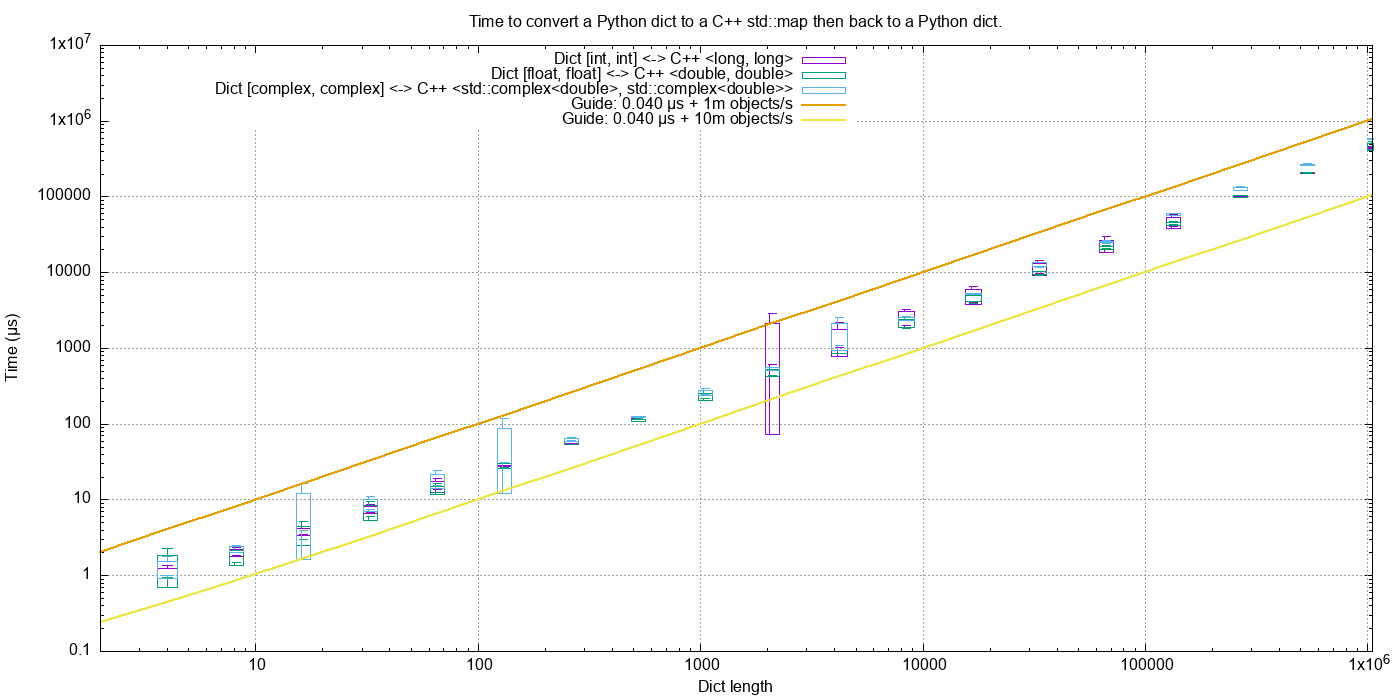 Time to convert a Python dict to a C++ std::map then back to a Python dict.
Dict [int, int] <-> C++ <long, long>
Dict [float, float] <-> C++ <double, double>
Dict [complex, complex] <-> C++ <std::complex<double>, std::complex<double>>
Guide: 0.040 µs + 1m objects/s
Guide: 0.040 µs + 10m objects/s
1x10^7
1x10^6
100000
10000
1000
100
10
1
0.1
Time (µs)
10
100
1000
10000
100000
1x10^6
Dict length